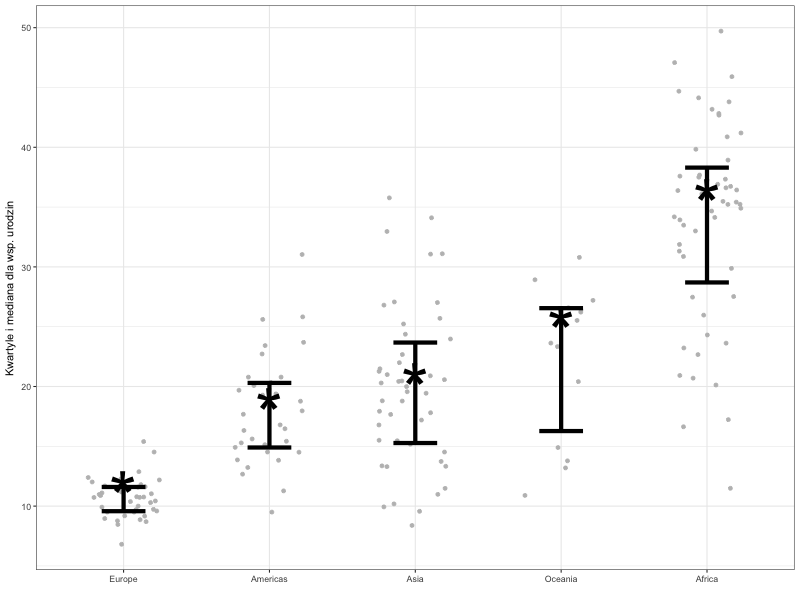 Kwartyle i mediana dla wsp. urodzin
50
40
30
20
10
Europe
Americas
Asia
Oceania
Africa